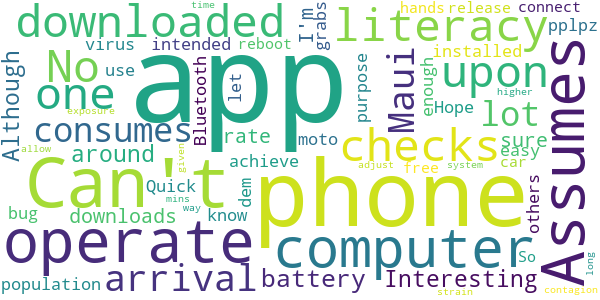 downloaded
literacy
I'm
grabs
hands
release
connect
pplpz
virus
intended
reboot
No
app
let
Bluetooth
use
installed
Although
one
upon
Assumes
purpose
enough
Maui
Hope
lot
sure
easy
consumes
rate
moto
checks
around
achieve
car
exposure
Can't
phone
free
others
given
allow
Quick
dem
adjust
system
bug
downloads
know
mins
way
operate
computer
So
long
arrival
battery
Interesting
population
strain
contagion
time
higher